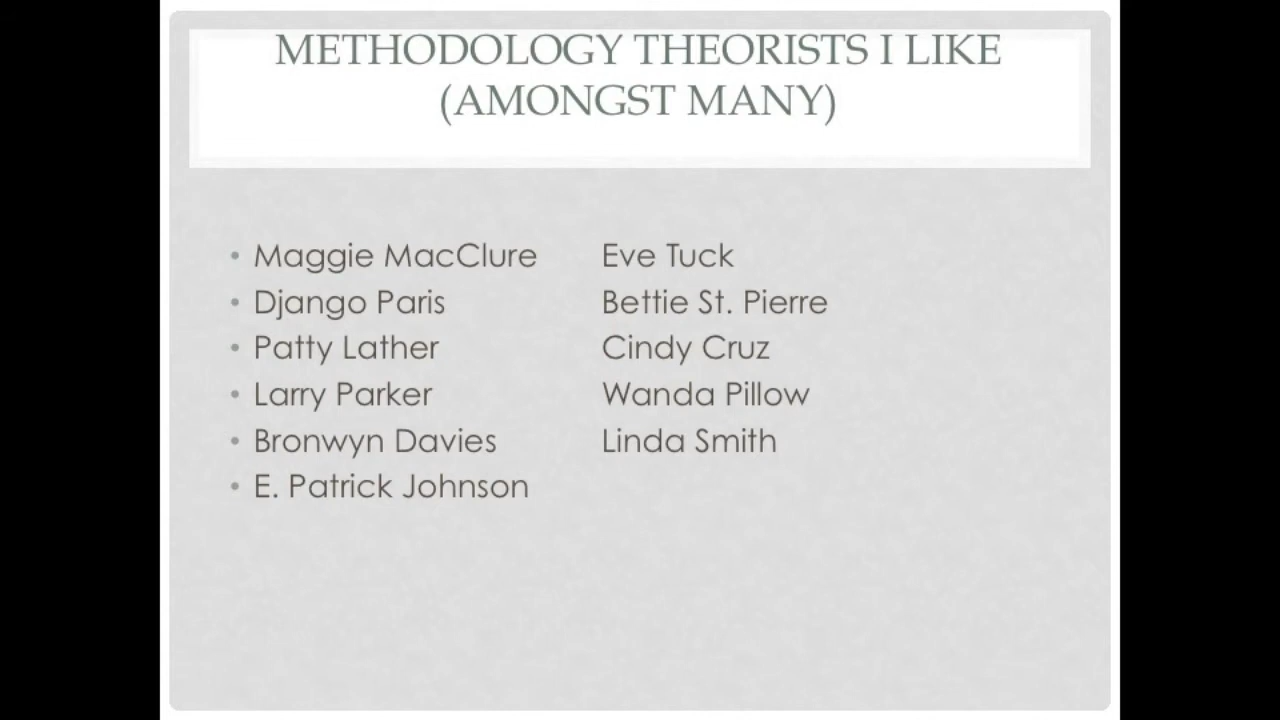 METHODOLOGY THEORISTS I LIKE
(AMONGST MANY)
• Maggie MacClure Eve Tuck
• Django Paris Bettie St. Pierre
• Patty Lather Cindy Cruz
• Larry Parker Wanda Pillow
• Bronwyn Davies Linda Smith
• E. Patrick Johnson